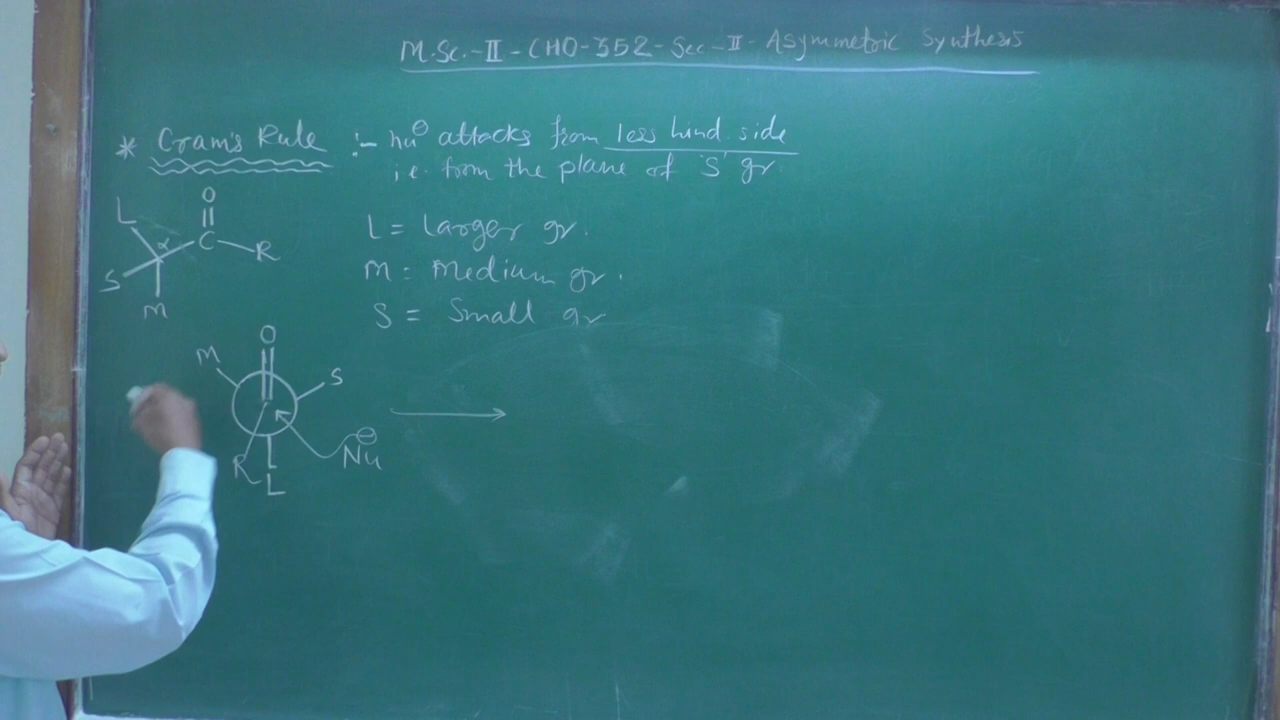 M.Sc.-II-CHO-352-Sec-II-Asymmetric Synthesis
* Cram's Rule :- nu⊖ attacks from less hind side
i.e. from the plane of 'S' gr.
O
L α C R
S
M
L = Larger gr.
M = Medium gr.
S = Small gr
O
M S
R Nu⊖
L